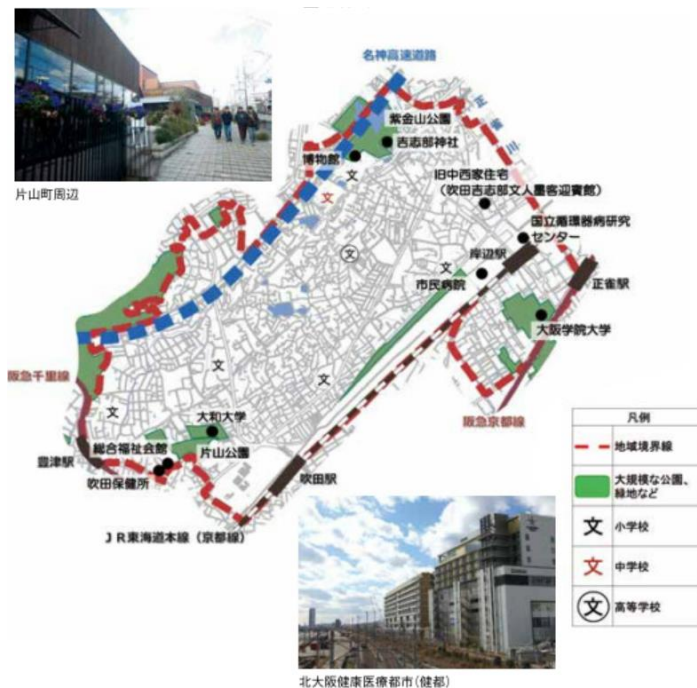 名神高速道路
紫金山公園
吉志部神社
博物館
文
文
旧中西家住宅
(吹田吉志部文人墨客迎賓館)
国立循環器病研究
センター
文
岸辺駅
文
市民病院
正雀駅
大阪学院大学
片山町周辺
阪急千里線
文
文
文
阪急京都線
大和大学
総合福祉会館
片山公園
豊津駅
吹田保健所
吹田駅
JR東海道本線(京都線)
凡例
地域境界線
大規模な公園、
緑地など
文 小学校
文 中学校
文 高等学校
北大阪健康医療都市(健都)